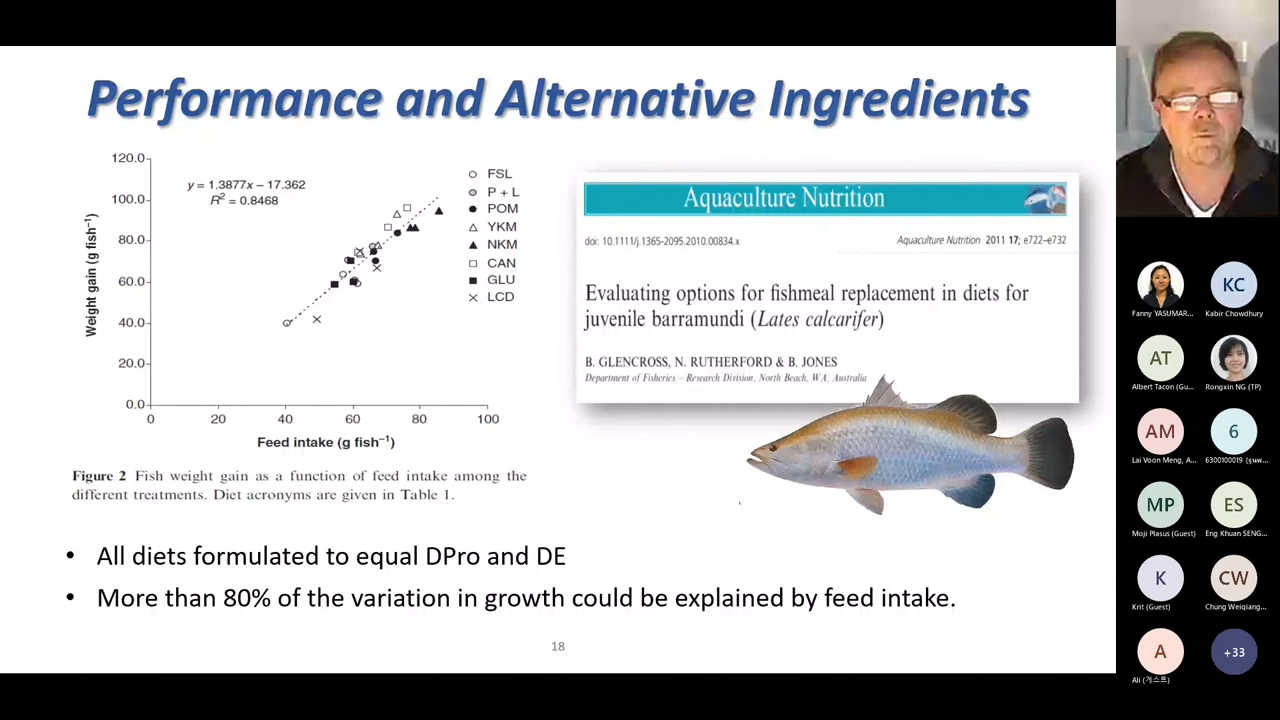 Performance and Alternative Ingredients
120.0
100.0
80.0
60.0
40.0
20.0
0.0
0
20
40
60
80
100
Weight gain (g fish⁻¹)
Feed intake (g fish⁻¹)
y = 1.3877x − 17.362
R² = 0.8468
FSL
P + L
POM
YKM
NKM
CAN
GLU
LCD
Figure 2 Fish weight gain as a function of feed intake among the
different treatments. Diet acronyms are given in Table 1.
Aquaculture Nutrition
doi: 10.1111/j.1365-2095.2010.00834.x
Aquaculture Nutrition 2011 17; e722–e732
Evaluating options for fishmeal replacement in diets for
juvenile barramundi (Lates calcarifer)
B. GLENCROSS, N. RUTHERFORD & B. JONES
Department of Fisheries – Research Division, North Beach, WA, Australia
• All diets formulated to equal DPro and DE
• More than 80% of the variation in growth could be explained by feed intake.
18
Fanny YASUMAR...
KC
Kabir Chowdhury
AT
Albert Tacon (Gu...
Rongxin NG (TP)
AM
Lai Voon Meng, A...
6
MP
Moji Plasus (Guest)
ES
Eng Khuan SENG...
K
Krit (Guest)
CW
Chung Weiqiang...
A
Ali (게스트)
+33